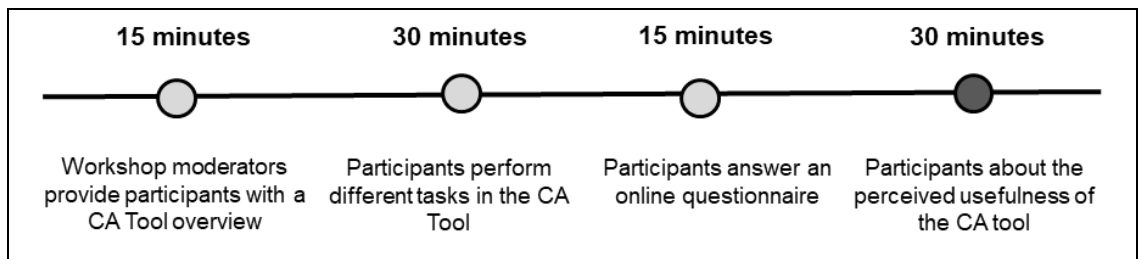 15 minutes
30 minutes
15 minutes
30 minutes
Workshop moderators
provide participants with a
CA Tool overview
Participants perform
different tasks in the CA
Tool
Participants answer an
online questionnaire
Participants about the
perceived usefulness of
the CA tool